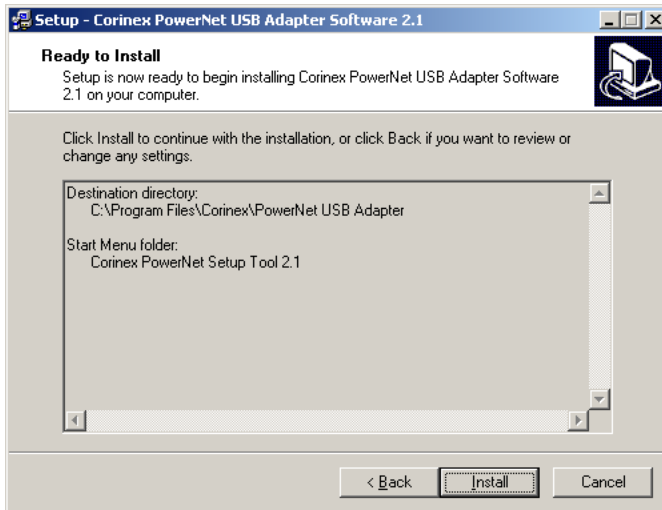 Setup - Corinex PowerNet USB Adapter Software 2.1
Ready to Install
Setup is now ready to begin installing Corinex PowerNet USB Adapter Software
2.1 on your computer.
Click Install to continue with the installation, or click Back if you want to review or
change any settings.
Destination directory:
C:\Program Files\Corinex\PowerNet USB Adapter
Start Menu folder:
Corinex PowerNet Setup Tool 2.1
< Back
Install
Cancel